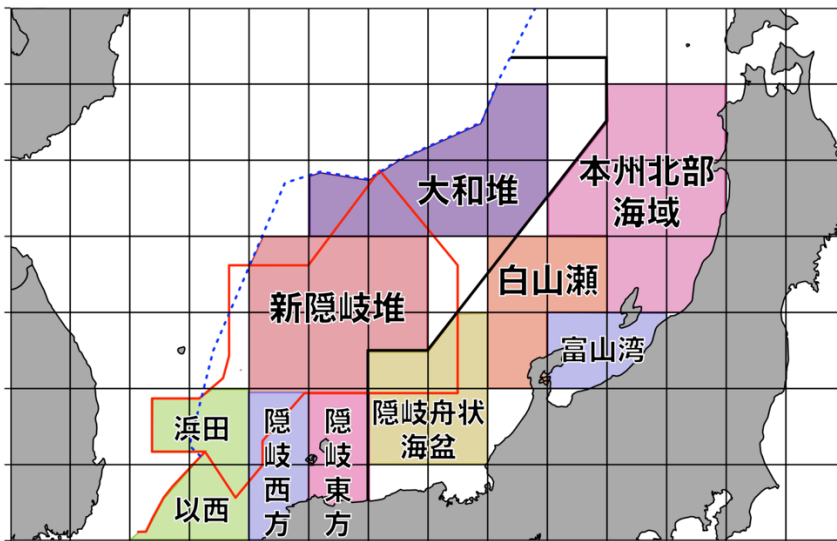 大和堆
本州北部
海域
新隠岐堆
白山瀬
富山湾
浜田
隠岐西方
隠岐東方
隠岐舟状
海盆
以西